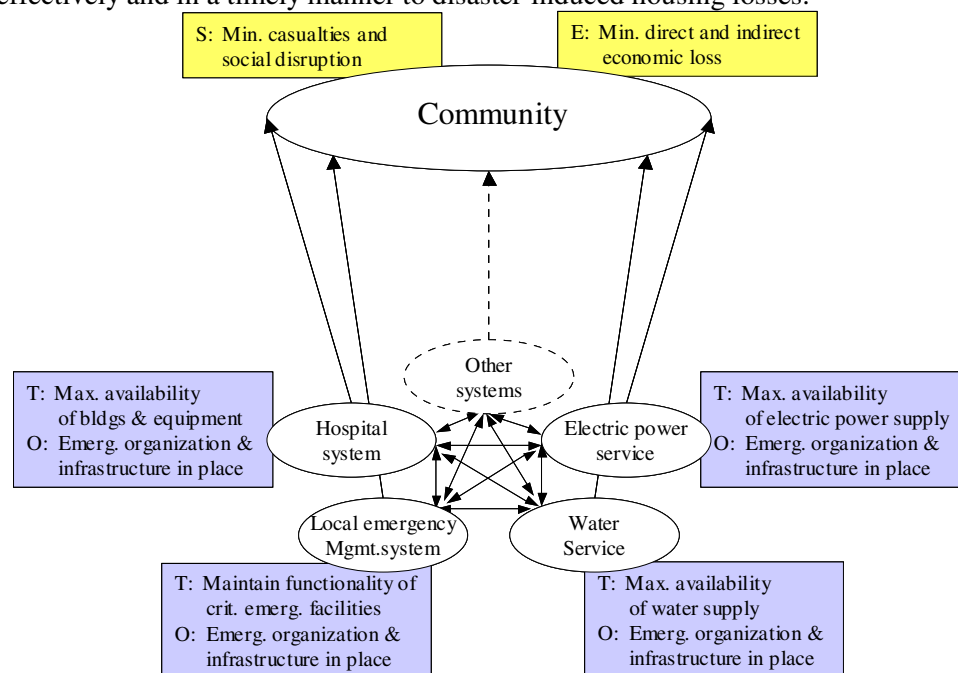 effectively and in a timely manner to disaster-induced housing losses.
S: Min. casualties and
social disruption
E: Min. direct and indirect
economic loss
Community
Other
systems
T: Max. availability
of bldgs & equipment
O: Emerg. organization &
infrastructure in place
Hospital
system
Electric power
service
T: Max. availability
of electric power supply
O: Emerg. organization &
infrastructure in place
Local emergency
Mgmt.system
Water
Service
T: Maintain functionality of
crit. emerg. facilities
O: Emerg. organization &
infrastructure in place
T: Max. availability
of water supply
O: Emerg. organization &
infrastructure in place